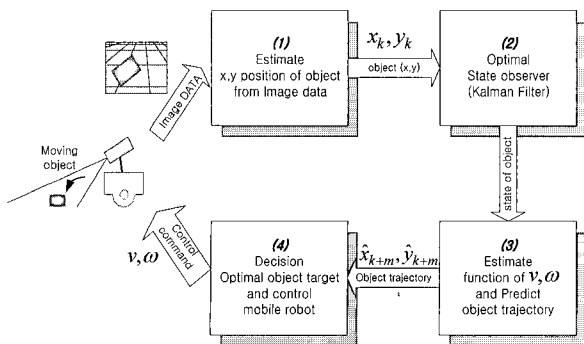 (1)
Estimate
x,y position of object
from Image data
x_k, y_k
object (x,y)
(2)
Optimal
State observer
(Kalman Filter)
Image DATA
Moving
object
state of object
Control
command
v,ω
(4)
Decision
Optimal object target
and control
mobile robot
x̂_{k+m}, ŷ_{k+m}
Object trajectory
(3)
Estimate
function of v,ω
and Predict
object trajectory